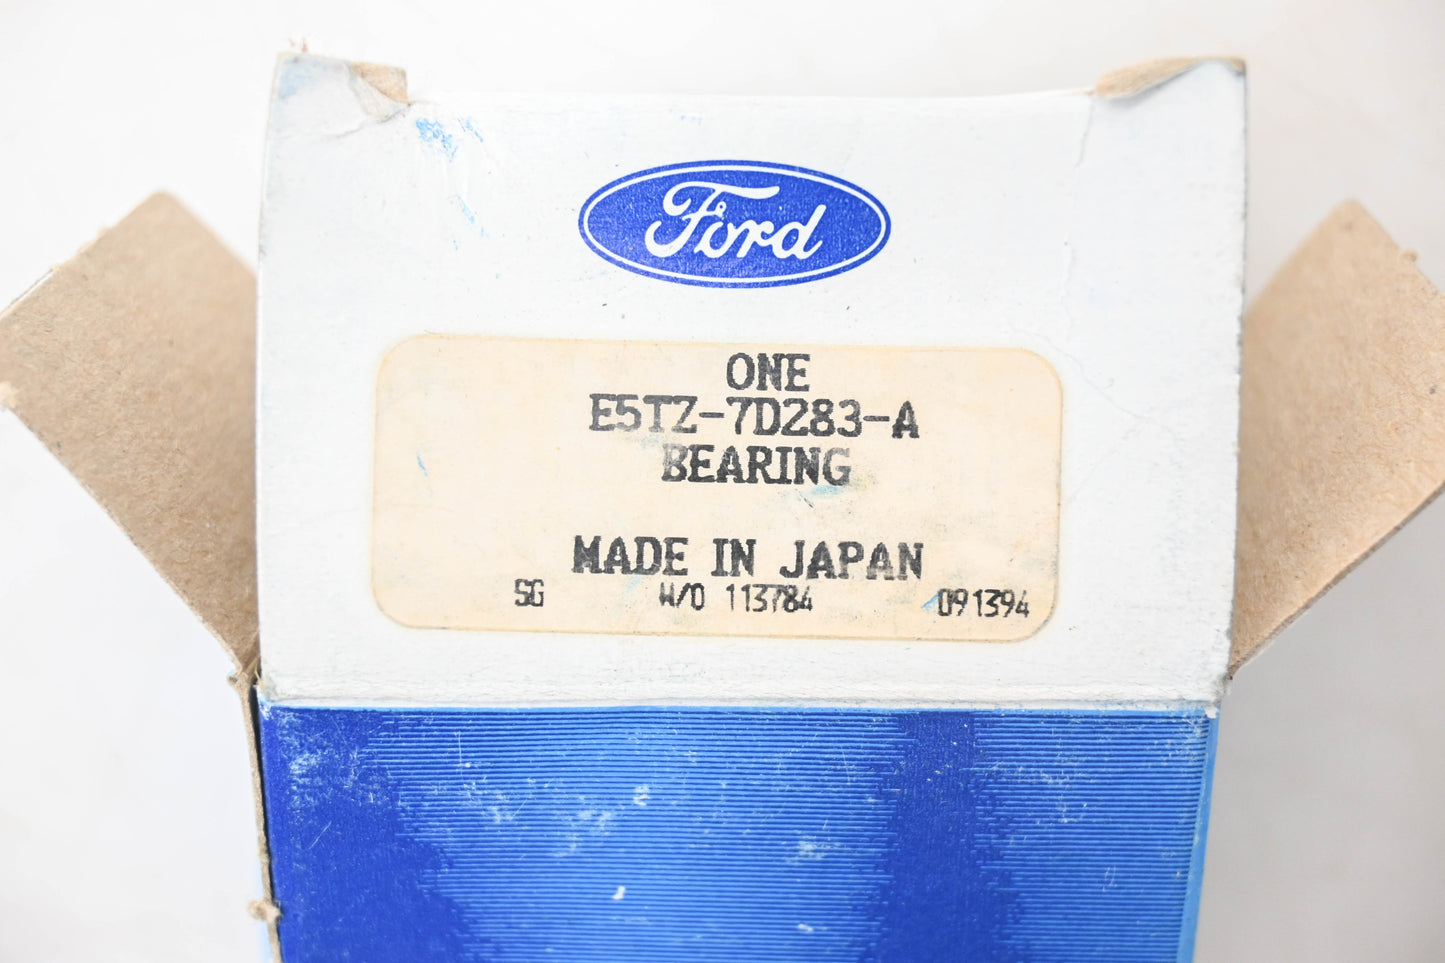 Ford
ONE
E5TZ-7D283-A
BEARING
MADE IN JAPAN
SG W/O 113784 091394